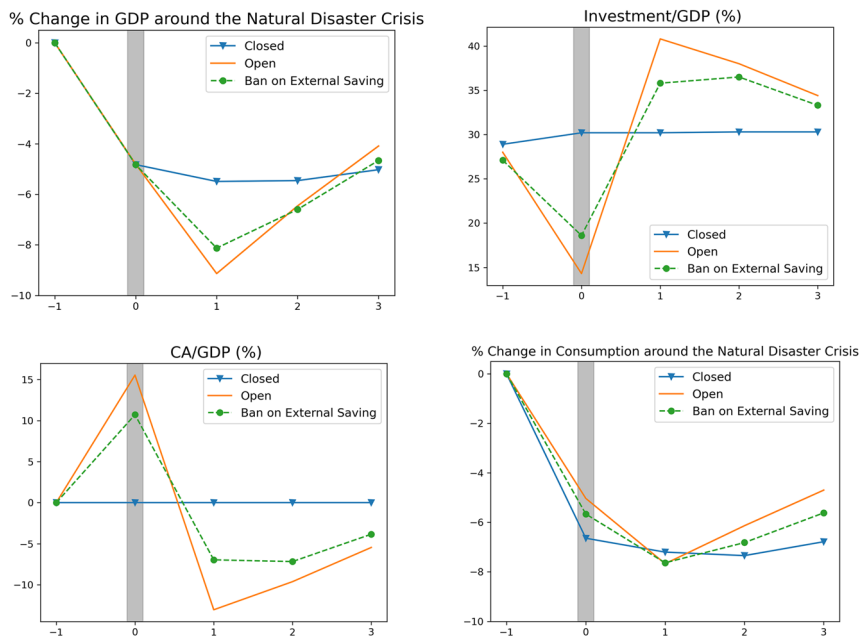 % Change in GDP around the Natural Disaster Crisis
0
−2
−4
−6
−8
−10
−1
0
1
2
3
Closed
Open
Ban on External Saving
Investment/GDP (%)
40
35
30
25
20
15
−1
0
1
2
3
Closed
Open
Ban on External Saving
CA/GDP (%)
15
10
5
0
−5
−10
−1
0
1
2
3
Closed
Open
Ban on External Saving
% Change in Consumption around the Natural Disaster Crisis
0
−2
−4
−6
−8
−10
−1
0
1
2
3
Closed
Open
Ban on External Saving